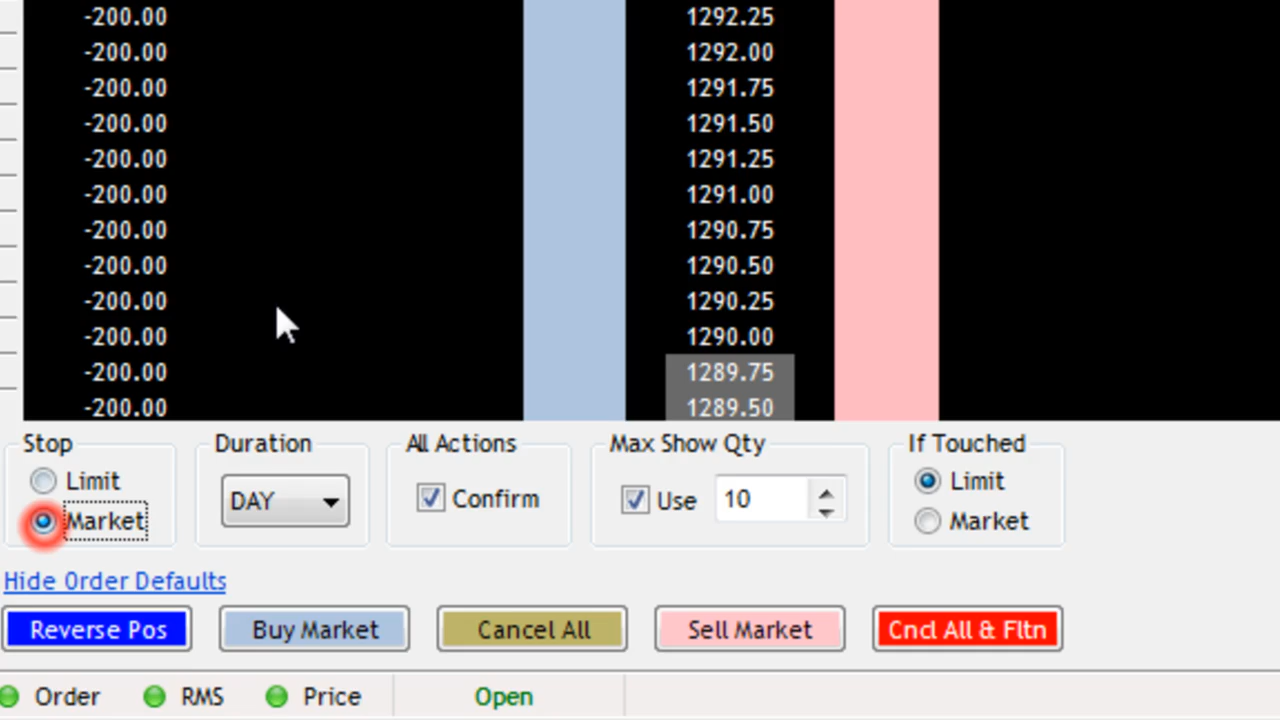 -200.00 1292.25
-200.00 1292.00
-200.00 1291.75
-200.00 1291.50
-200.00 1291.25
-200.00 1291.00
-200.00 1290.75
-200.00 1290.50
-200.00 1290.25
-200.00 1290.00
-200.00 1289.75
-200.00 1289.50
Stop Duration All Actions Max Show Qty If Touched
Limit DAY Confirm Use 10 Limit
Market Market
Hide Order Defaults
Reverse Pos Buy Market Cancel All Sell Market Cncl All & Fltn
Order RMS Price Open